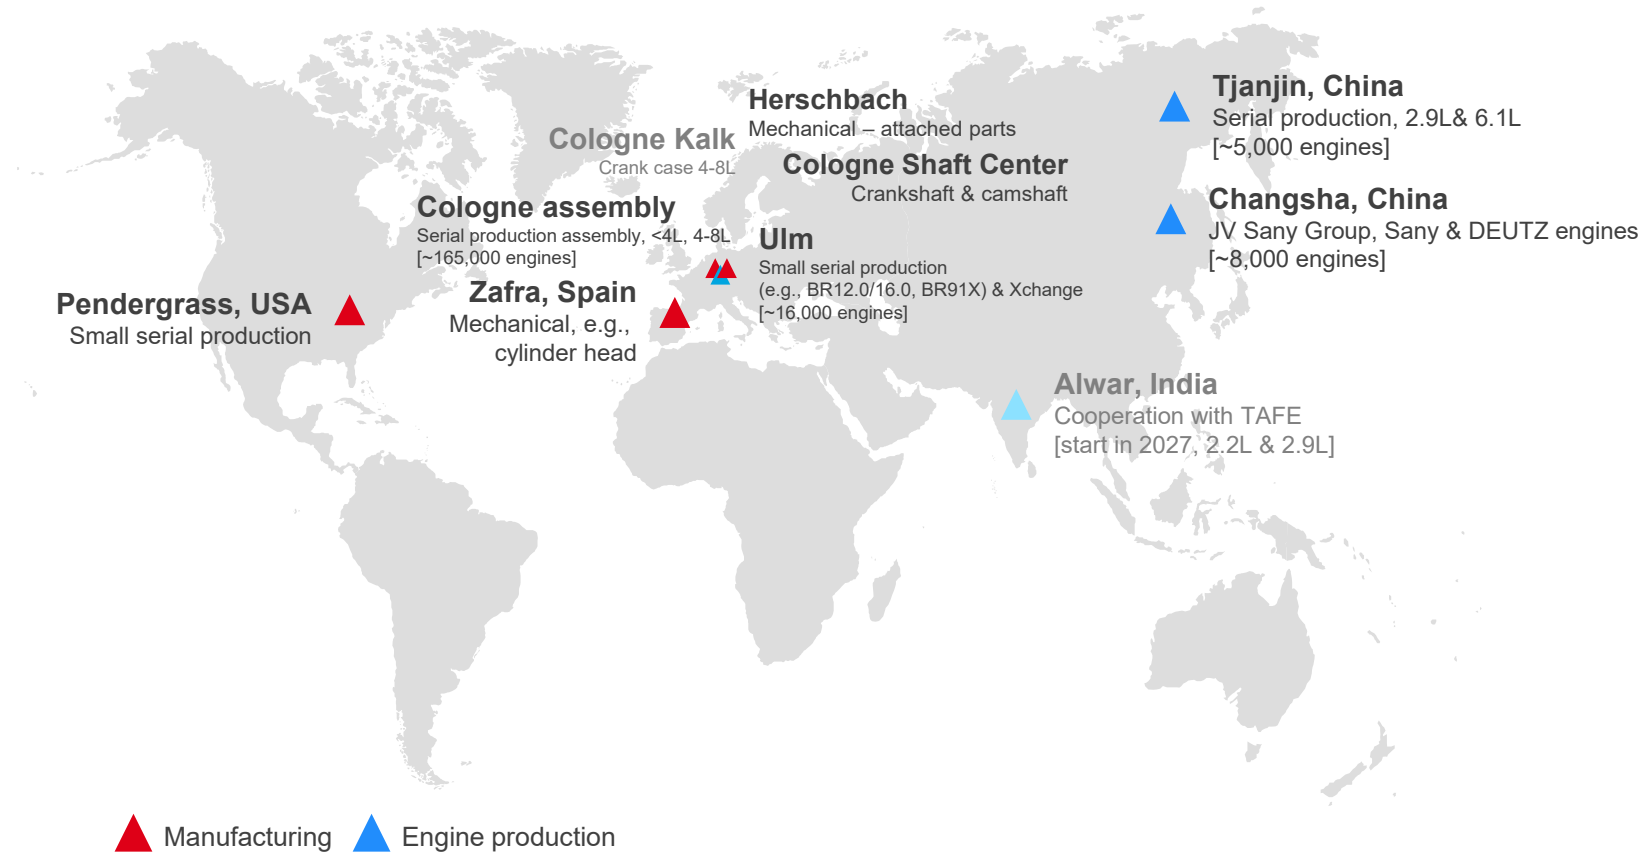 Herschbach
Mechanical – attached parts
Cologne Kalk
Crank case 4-8L
Cologne Shaft Center
Crankshaft & camshaft
Cologne assembly
Serial production assembly, <4L, 4-8L
[~165,000 engines]
Ulm
Small serial production
(e.g., BR12.0/16.0, BR91X) & Xchange
[~16,000 engines]
Zafra, Spain
Mechanical, e.g.,
cylinder head
Pendergrass, USA
Small serial production
Tjanjin, China
Serial production, 2.9L& 6.1L
[~5,000 engines]
Changsha, China
JV Sany Group, Sany & DEUTZ engines
[~8,000 engines]
Alwar, India
Cooperation with TAFE
[start in 2027, 2.2L & 2.9L]
Manufacturing
Engine production